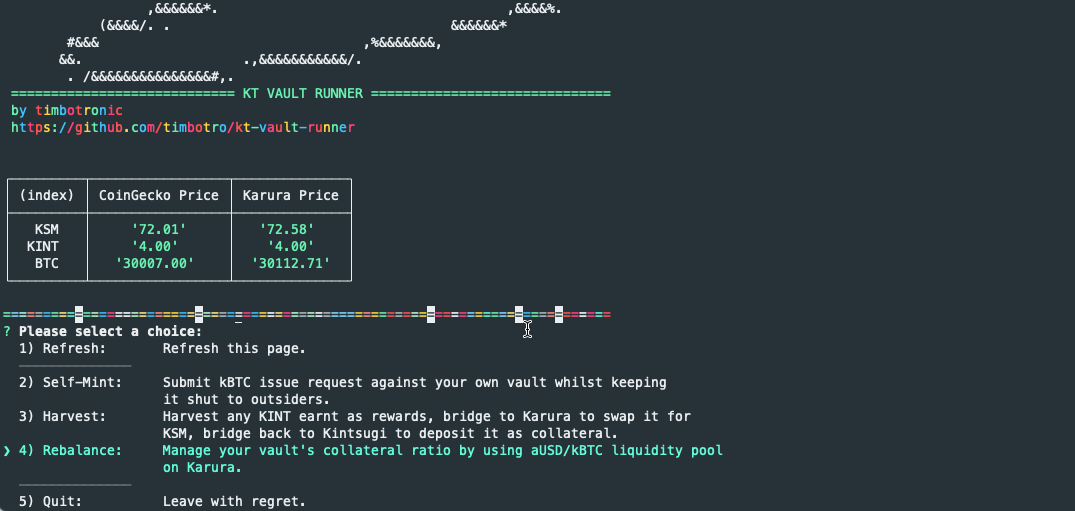 ,&&&&&&*. ,&&&&%.
(&&&&/. . &&&&&&*
#&&& ,%&&&&&&&,
&&. .,&&&&&&&&&&&/.
. /&&&&&&&&&&&&&&&#,.
============================ KT VAULT RUNNER ==============================
by timbotronic
https://github.com/timbotro/kt-vault-runner
(index) CoinGecko Price Karura Price
KSM '72.01' '72.58'
KINT '4.00' '4.00'
BTC '30007.00' '30112.71'
? Please select a choice:
1) Refresh: Refresh this page.
2) Self-Mint: Submit kBTC issue request against your own vault whilst keeping
it shut to outsiders.
3) Harvest: Harvest any KINT earnt as rewards, bridge to Karura to swap it for
KSM, bridge back to Kintsugi to deposit it as collateral.
❯ 4) Rebalance: Manage your vault's collateral ratio by using aUSD/kBTC liquidity pool
on Karura.
5) Quit: Leave with regret.